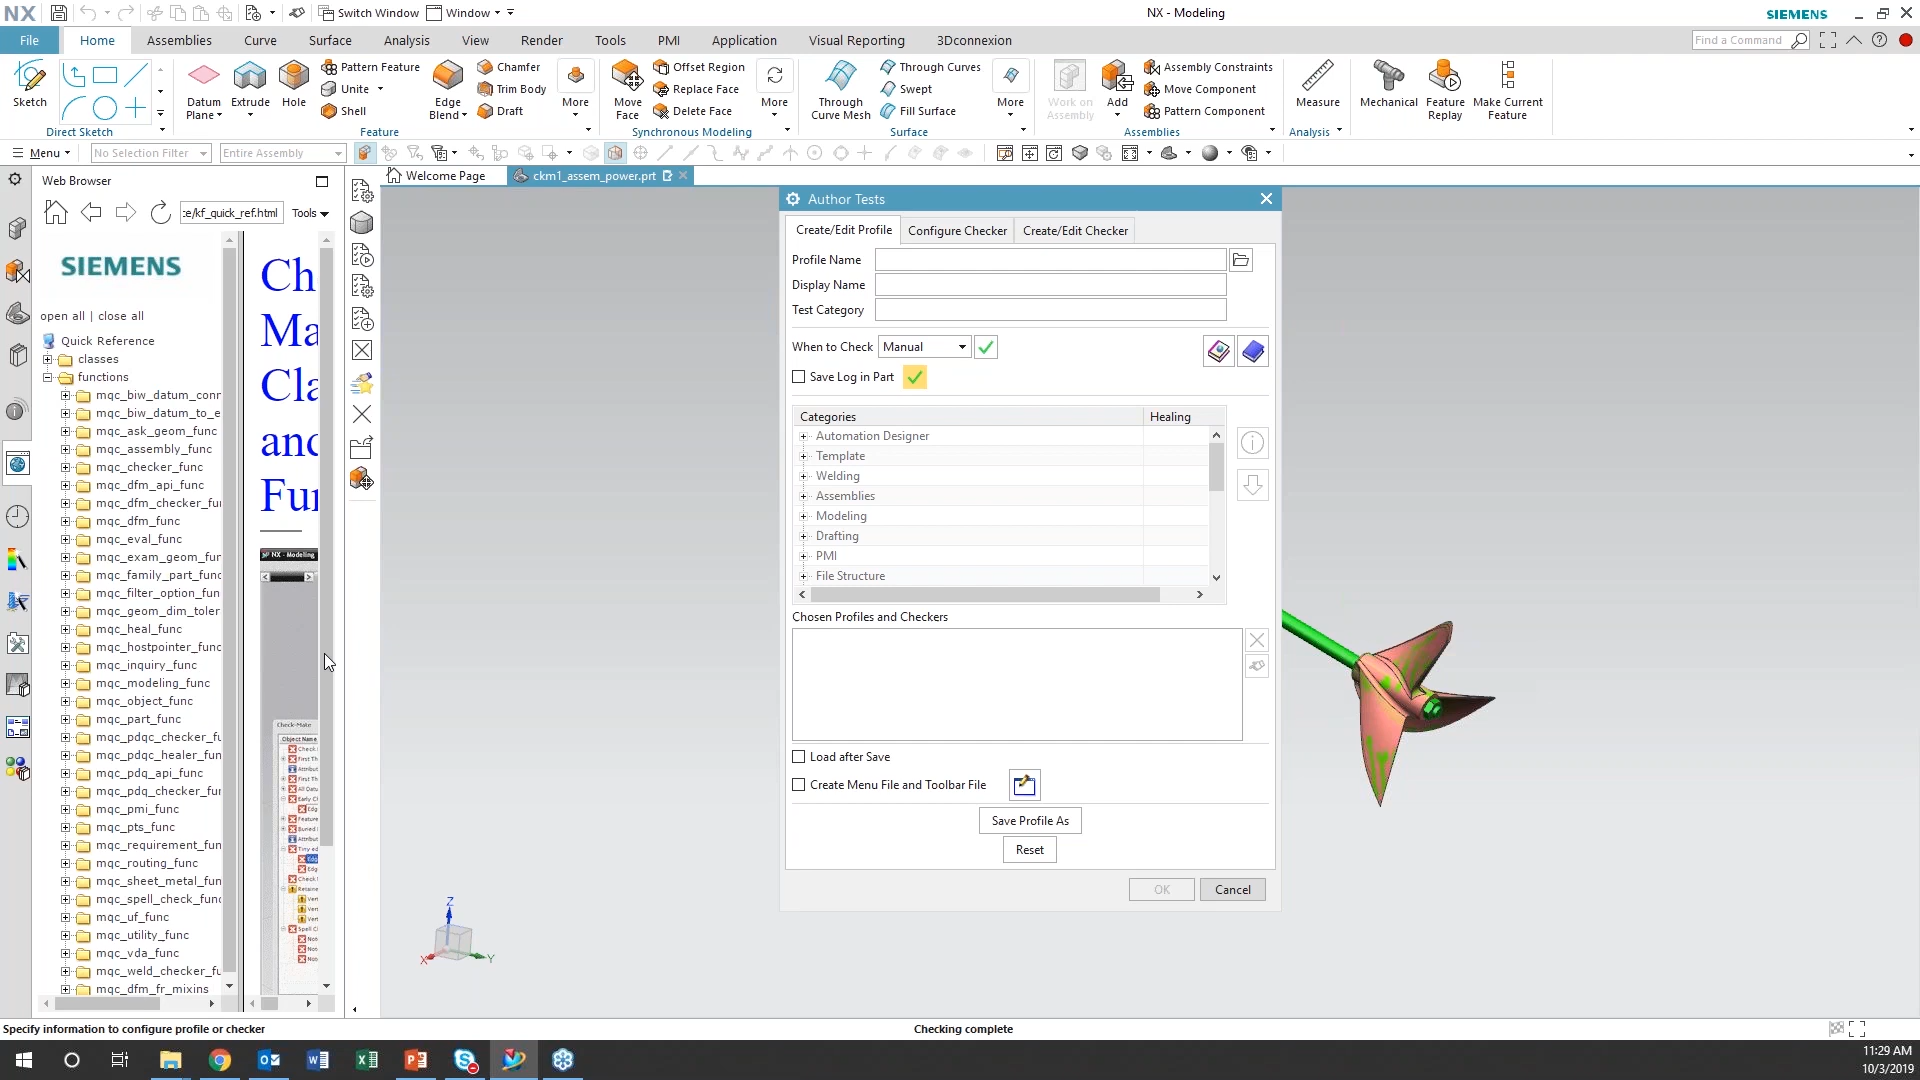 NX Switch Window Window NX - Modeling SIEMENS
File Home Assemblies Curve Surface Analysis View Render Tools PMI Application Visual Reporting 3Dconnexion Find a Command
Sketch Datum Plane Extrude Hole Pattern Feature Unite Shell Edge Blend Chamfer Trim Body Draft More Move Face Offset Region Replace Face Delete Face More Through Curve Mesh Through Curves Swept Fill Surface More Work on Assembly Add Assembly Constraints Move Component Pattern Component Measure Mechanical Feature Replay Make Current Feature
Direct Sketch Feature Synchronous Modeling Surface Assemblies Analysis
Menu No Selection Filter Entire Assembly
Web Browser
:e/kf_quick_ref.html Tools
SIEMENS
open all | close all
Quick Reference
classes
functions
mqc_biw_datum_conn
mqc_biw_datum_to_e
mqc_ask_geom_func
mqc_assembly_func
mqc_checker_func
mqc_dfm_api_func
mqc_dfm_checker_fu
mqc_dfm_func
mqc_eval_func
mqc_exam_geom_fur
mqc_family_part_func
mqc_filter_option_fun
mqc_geom_dim_toler
mqc_heal_func
mqc_hostpointer_func
mqc_inquiry_func
mqc_modeling_func
mqc_object_func
mqc_part_func
mqc_pdqc_checker_fu
mqc_pdqc_healer_fun
mqc_pdq_api_func
mqc_pdq_checker_fur
mqc_pmi_func
mqc_pts_func
mqc_requirement_fun
mqc_routing_func
mqc_sheet_metal_fun
mqc_spell_check_func
mqc_uf_func
mqc_utility_func
mqc_vda_func
mqc_weld_checker_fu
mqc_dfm_fr_mixins
Ch
Ma
Cla
and
Fur
NX - Modeling
Check-Mate
Object Name
Welcome Page ckm1_assem_power.prt
Author Tests
Create/Edit Profile Configure Checker Create/Edit Checker
Profile Name
Display Name
Test Category
When to Check Manual
Save Log in Part
Categories Healing
Automation Designer
Template
Welding
Assemblies
Modeling
Drafting
PMI
File Structure
Chosen Profiles and Checkers
Load after Save
Create Menu File and Toolbar File
Save Profile As
Reset
OK Cancel
Z
X Y
Specify information to configure profile or checker Checking complete
11:29 AM
10/3/2019